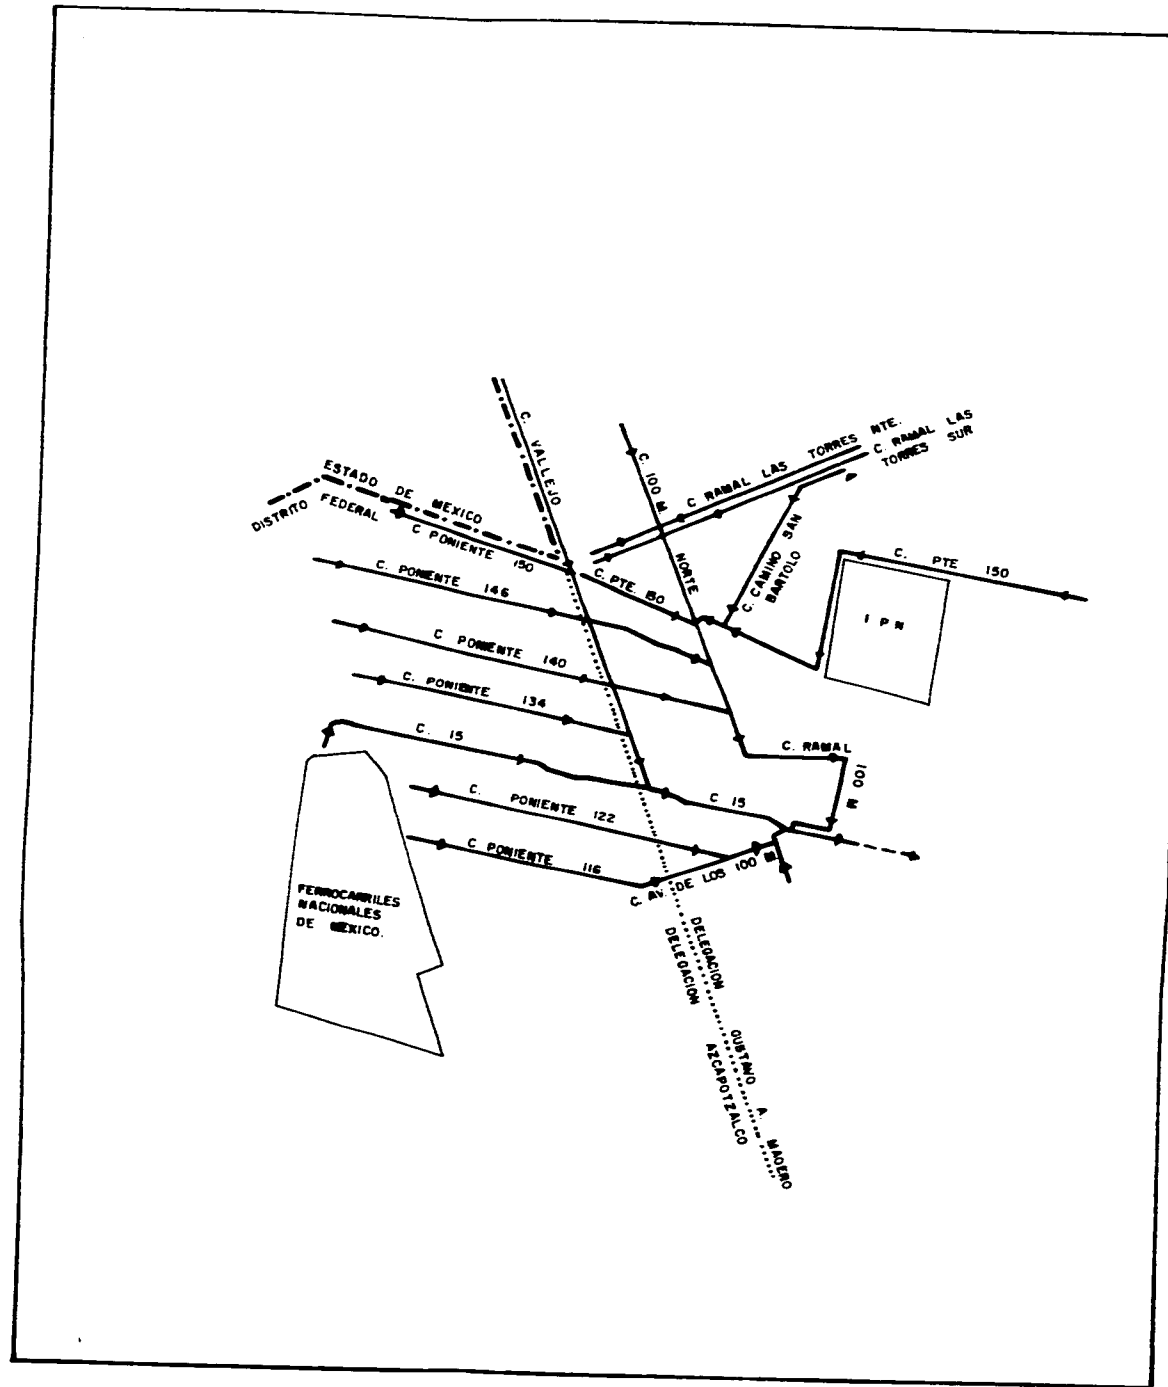 C. VALLEJO
C. 100 M. NORTE
C RAMAL LAS TORRES NTE.
C. RAMAL LAS
TORRES SUR
ESTADO DE MEXICO
DISTRITO FEDERAL
C PONIENTE 150
C. PTE. 150
C. CAMINO SAN
BARTOLO
C. PTE 150
I P N
C. PONIENTE 146
C. PONIENTE 140
C. PONIENTE 134
C. 15
C. RAMAL
100 M
C 15
C. PONIENTE 122
C. PONIENTE 116
C. AV. DE LOS 100 M.
FERROCARRILES
NACIONALES
DE MEXICO.
DELEGACION GUSTAVO A. MADERO
DELEGACION AZCAPOTZALCO